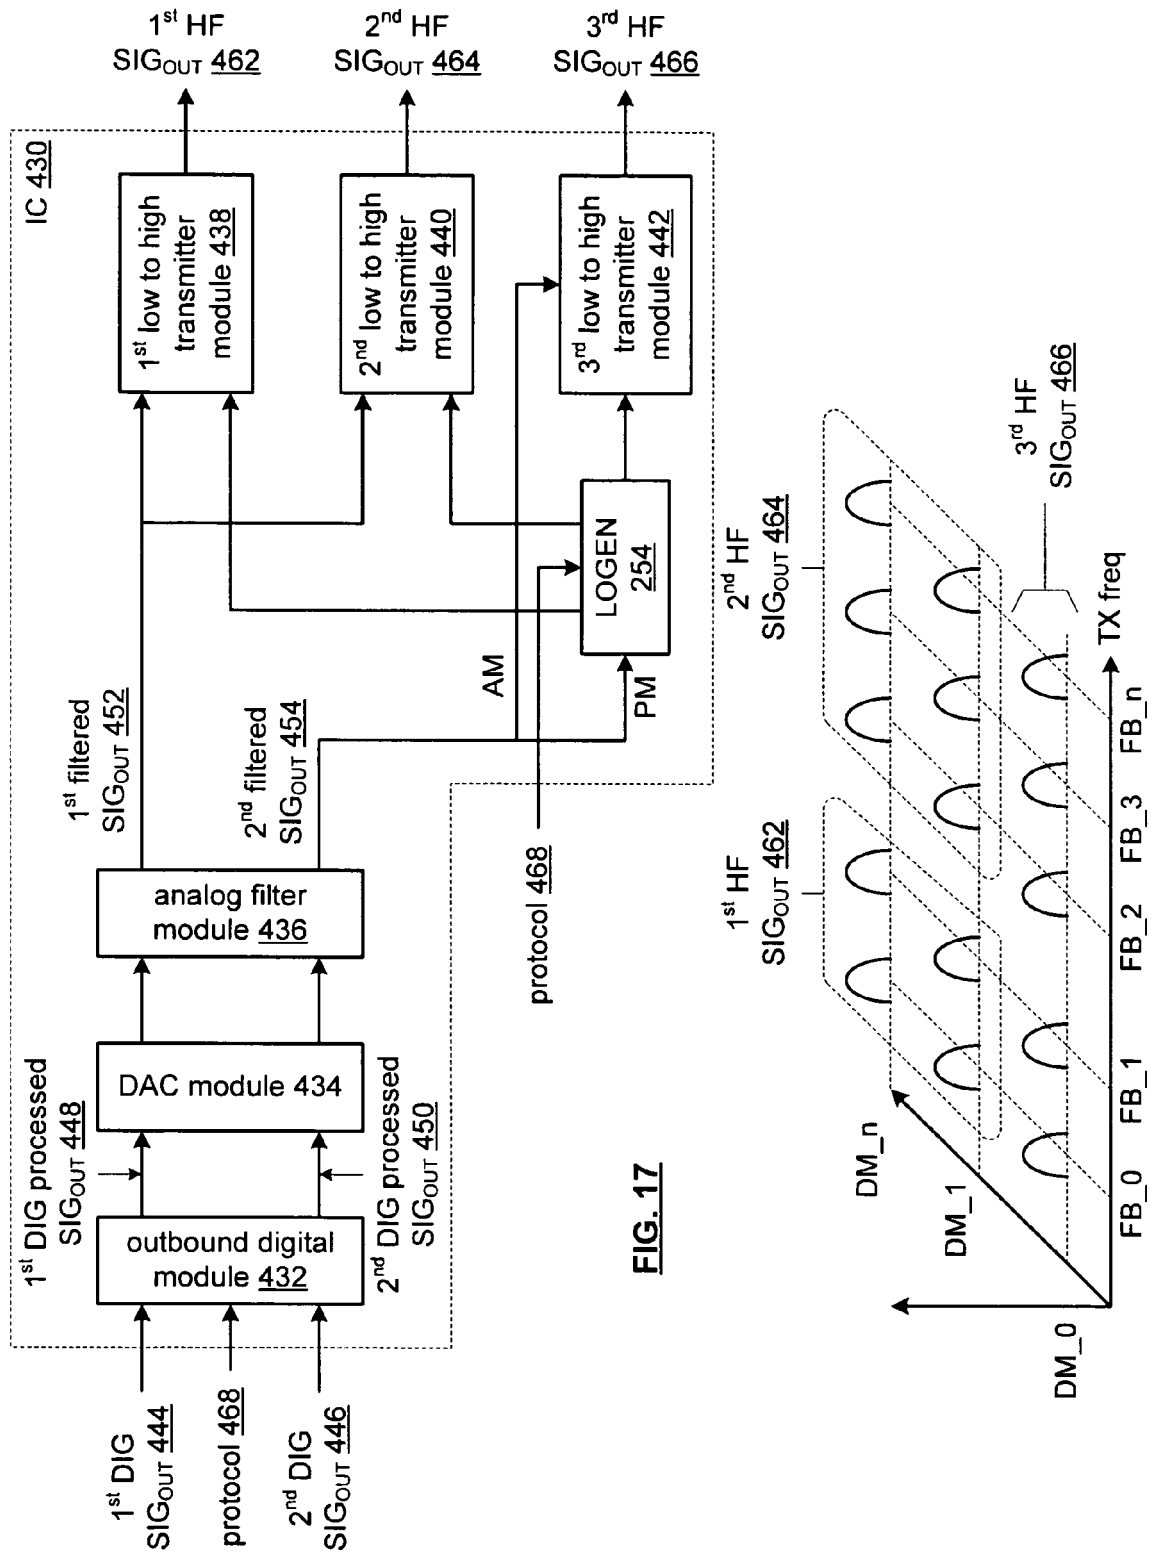 1st DIG
SIGOUT 444
protocol 468
2nd DIG
SIGOUT 446
outbound digital
module 432
1st DIG processed
SIGOUT 448
2nd DIG processed
SIGOUT 450
DAC module 434
analog filter
module 436
1st filtered
SIGOUT 452
2nd filtered
SIGOUT 454
protocol 468
AM
PM
LOGEN
254
IC 430
1st low to high
transmitter
module 438
2nd low to high
transmitter
module 440
3rd low to high
transmitter
module 442
1st HF
SIGOUT 462
2nd HF
SIGOUT 464
3rd HF
SIGOUT 466
FIG. 17
DM_0
DM_1
DM_n
1st HF
SIGOUT 462
2nd HF
SIGOUT 464
3rd HF
SIGOUT 466
TX freq
FB_0
FB_1
FB_2
FB_3
FB_n